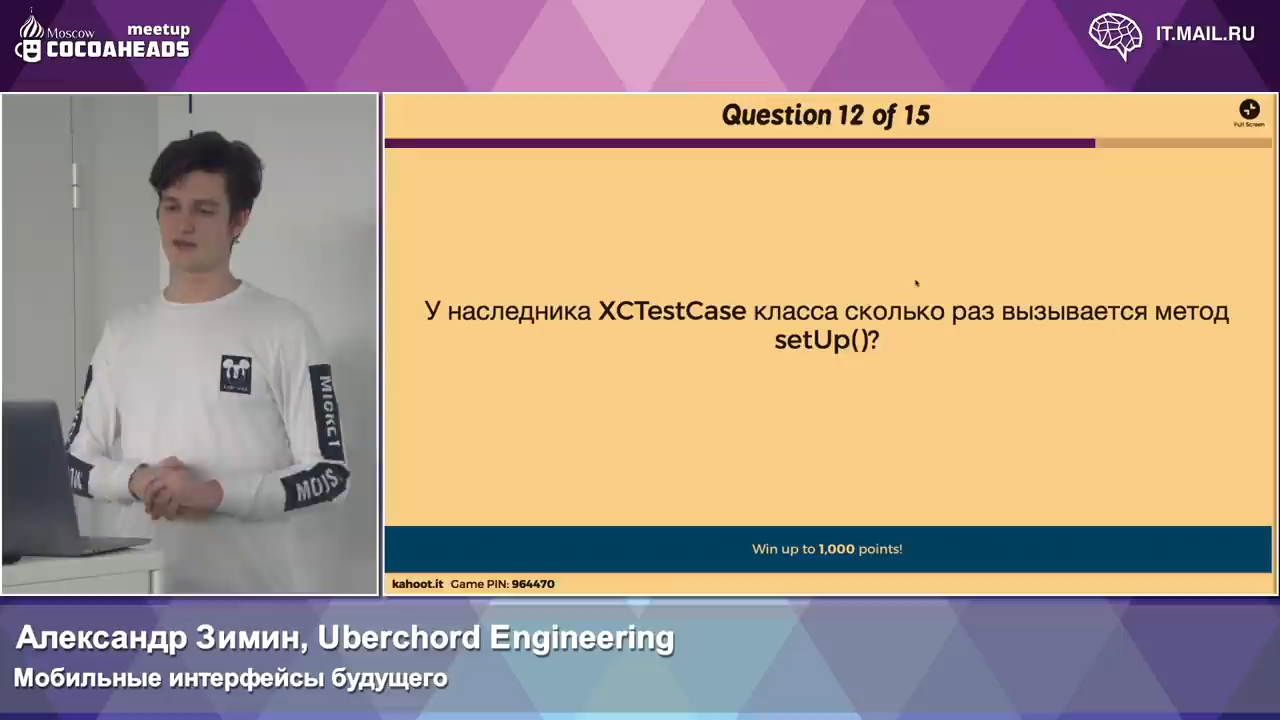 Moscow
meetup
COCOAHEADS
IT.MAIL.RU
Question 12 of 15
Full Screen
У наследника XCTestCase класса сколько раз вызывается метод
setUp()?
MICKET
MOJS
Win up to 1,000 points!
kahoot.it Game PIN: 964470
Александр Зимин, Uberchord Engineering
Мобильные интерфейсы будущего